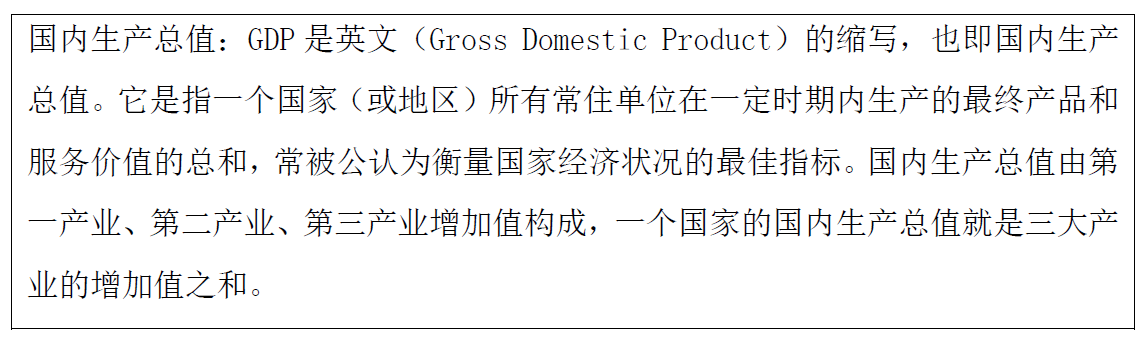 国内生产总值：GDP 是英文（Gross Domestic Product）的缩写，也即国内生产
总值。它是指一个国家（或地区）所有常住单位在一定时期内生产的最终产品和
服务价值的总和，常被公认为衡量国家经济状况的最佳指标。国内生产总值由第
一产业、第二产业、第三产业增加值构成，一个国家的国内生产总值就是三大产
业的增加值之和。